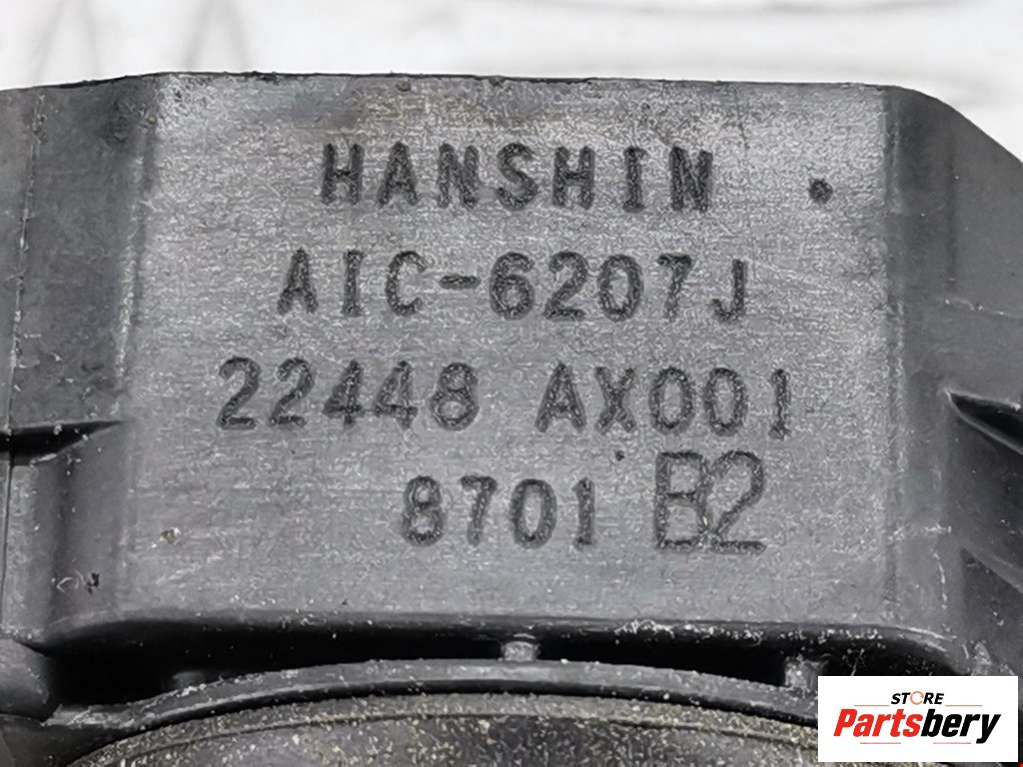 HANSHIN
AIC-6207J
22448 AX001
8701 B2
STORE
Partsbery